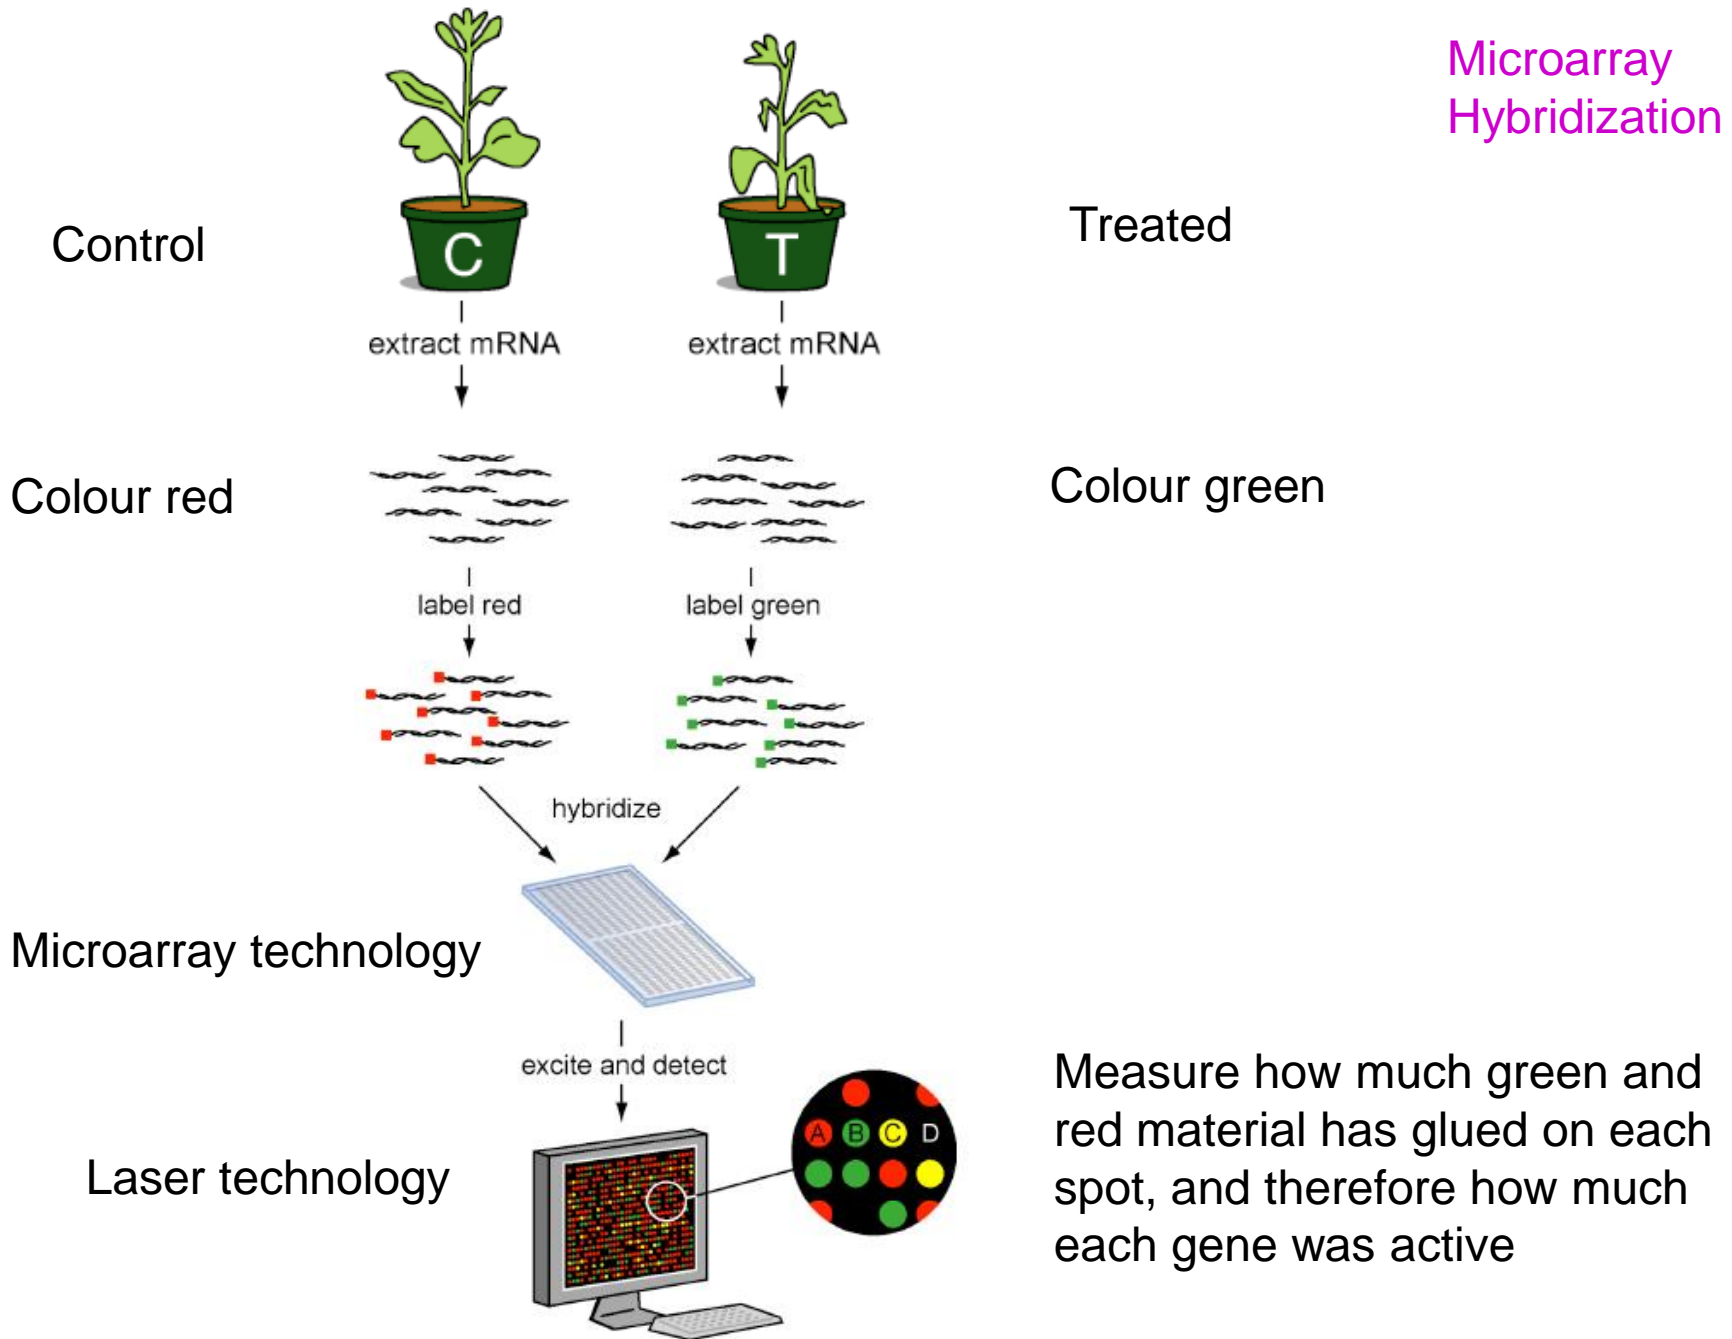 Microarray
Hybridization
Control
C
T
Treated
extract mRNA
extract mRNA
Colour red
Colour green
label red
label green
hybridize
Microarray technology
excite and detect
A B C D
Laser technology
Measure how much green and
red material has glued on each
spot, and therefore how much
each gene was active